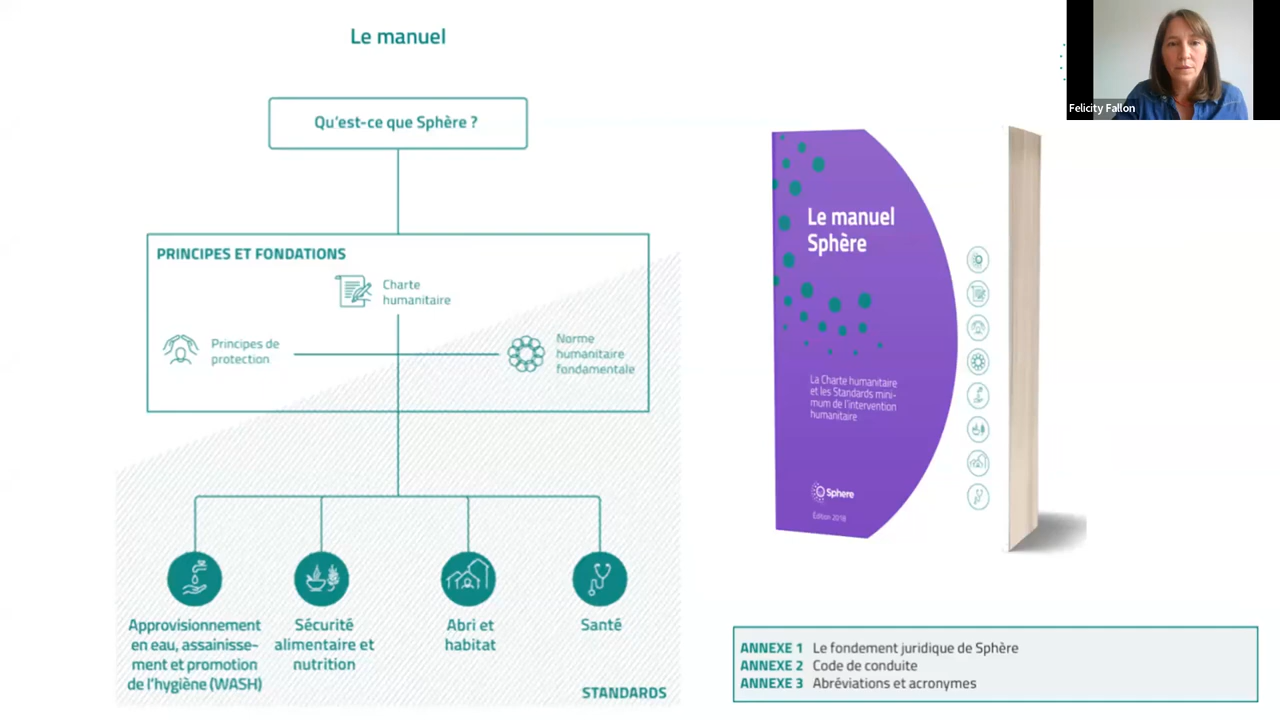 Le manuel
Felicity Fallon
Qu'est-ce que Sphère ?
PRINCIPES ET FONDATIONS
Charte
humanitaire
Principes de
protection
Norme
humanitaire
fondamentale
Approvisionnement
en eau, assainisse-
ment et promotion
de l'hygiène (WASH)
Sécurité
alimentaire et
nutrition
Abri et
habitat
Santé
STANDARDS
Le manuel
Sphère
La Charte humanitaire
et les Standards mini-
mum de l'intervention
humanitaire
Sphere
Édition 2018
ANNEXE 1 Le fondement juridique de Sphère
ANNEXE 2 Code de conduite
ANNEXE 3 Abréviations et acronymes